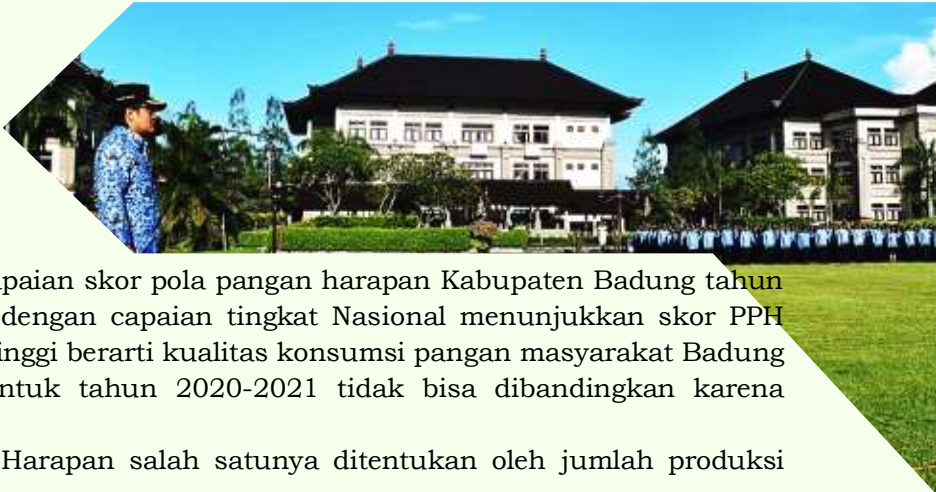 paian skor pola pangan harapan Kabupaten Badung tahun
dengan capaian tingkat Nasional menunjukkan skor PPH
inggi berarti kualitas konsumsi pangan masyarakat Badung
ntuk tahun 2020-2021 tidak bisa dibandingkan karena
Harapan salah satunya ditentukan oleh jumlah produksi